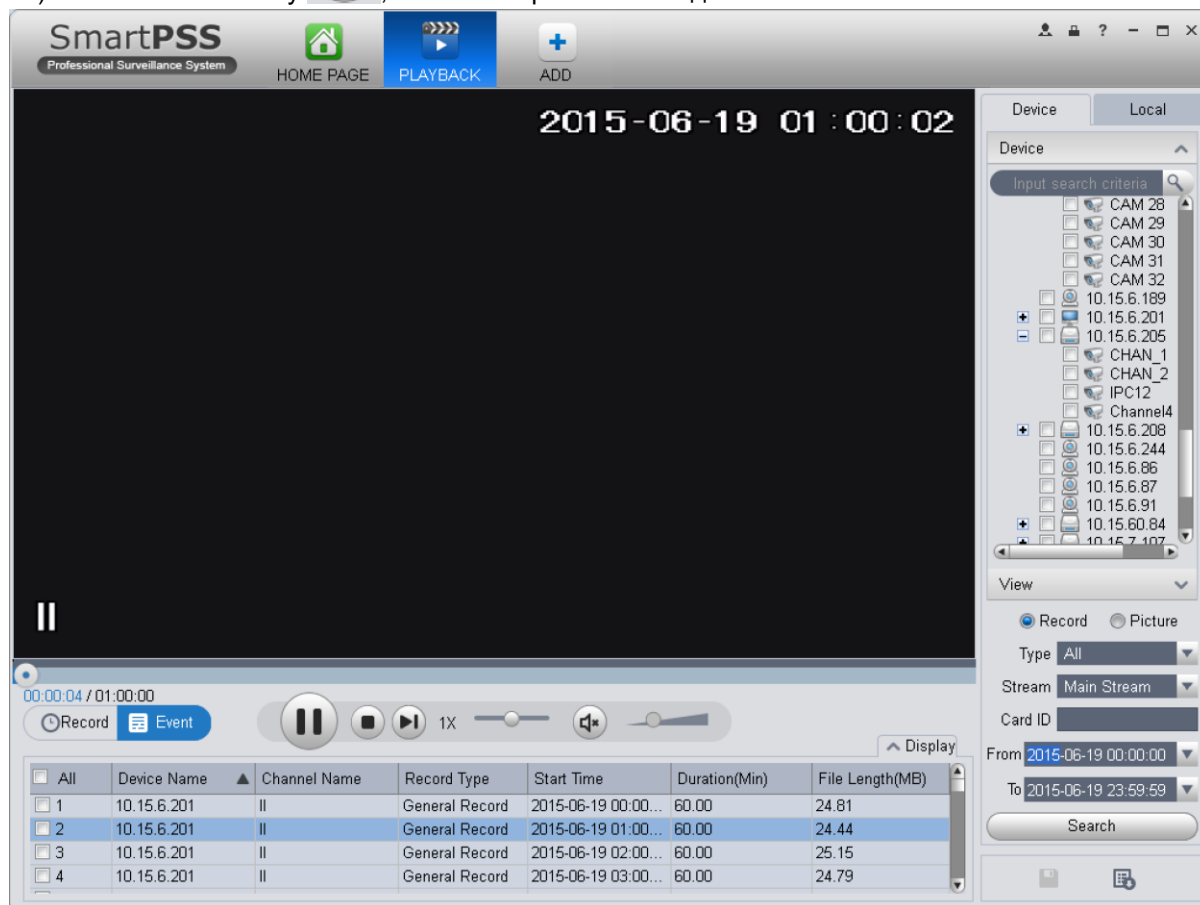 SmartPSS
Professional Surveillance System
HOME PAGE
PLAYBACK
ADD
?
2015-06-19 01:00:02
Device
Local
Device
Input search criteria
CAM 28
CAM 29
CAM 30
CAM 31
CAM 32
10.15.6.189
10.15.6.201
10.15.6.205
CHAN_1
CHAN_2
IPC12
Channel4
10.15.6.208
10.15.6.244
10.15.6.86
10.15.6.87
10.15.6.91
10.15.60.84
10.15.7.107
View
Record Picture
Type All
Stream Main Stream
Card ID
From 2015-06-19 00:00:00
To 2015-06-19 23:59:59
Search
00:00:04 / 01:00:00
Record Event
1X
Display
All Device Name Channel Name Record Type Start Time Duration(Min) File Length(MB)
1 10.15.6.201 II General Record 2015-06-19 00:00... 60.00 24.81
2 10.15.6.201 II General Record 2015-06-19 01:00... 60.00 24.44
3 10.15.6.201 II General Record 2015-06-19 02:00... 60.00 25.15
4 10.15.6.201 II General Record 2015-06-19 03:00... 60.00 24.79